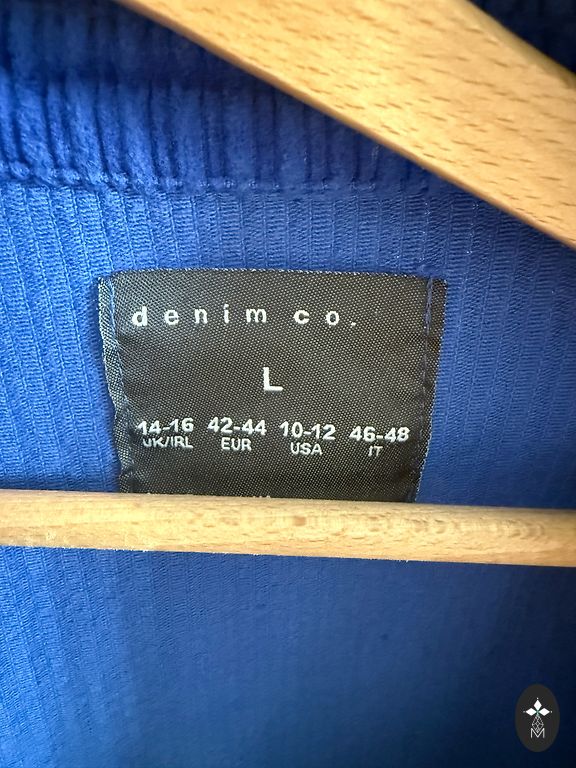 denim co.
L
14-16 42-44 10-12 46-48
UK/IRL EUR USA IT